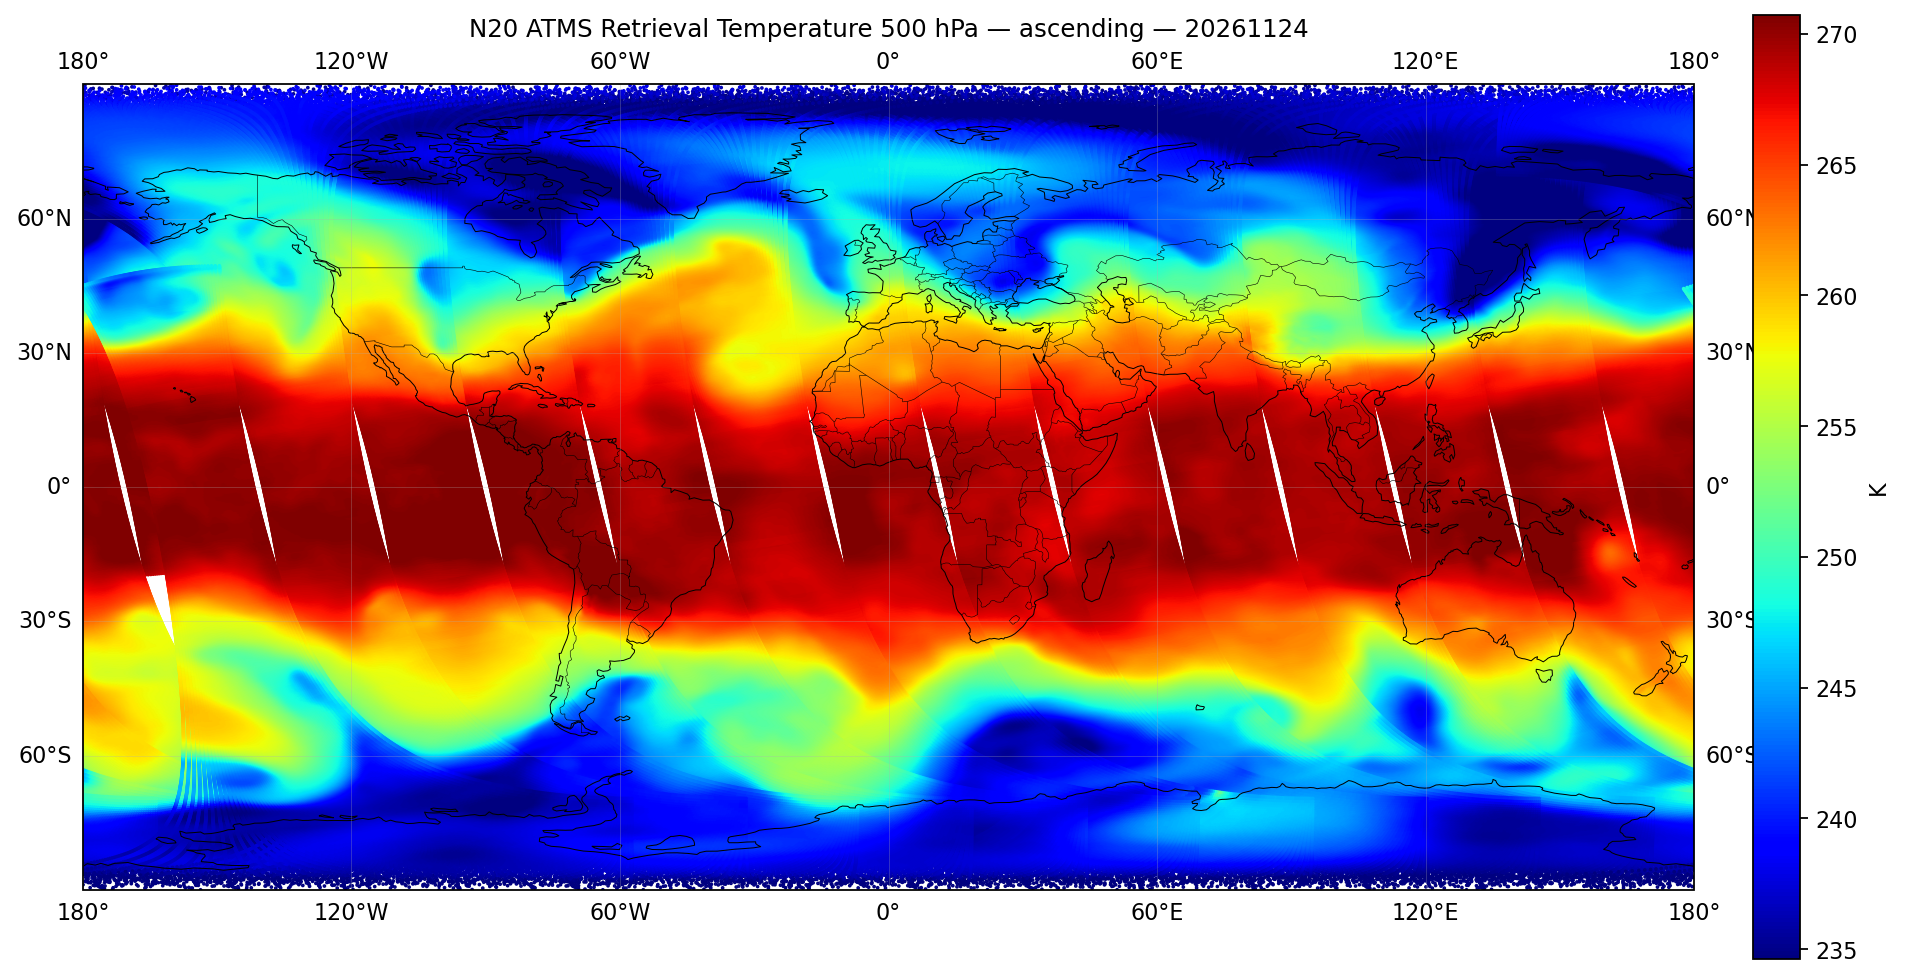 N20 ATMS Retrieval Temperature 500 hPa — ascending — 20261124
180° 120°W 60°W 0° 60°E 120°E 180°
60°N 60°N
30°N 30°N
0° 0°
30°S 30°S
60°S 60°S
180° 120°W 60°W 0° 60°E 120°E 180°
270
265
260
255
250
245
240
235
K